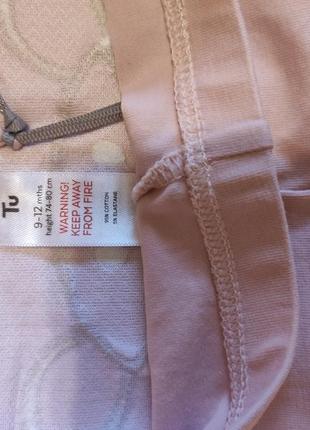 Tu
9-12 mths
height 74-80 cm
WARNING!
KEEP AWAY
FROM FIRE
95% COTTON
5% ELASTANE